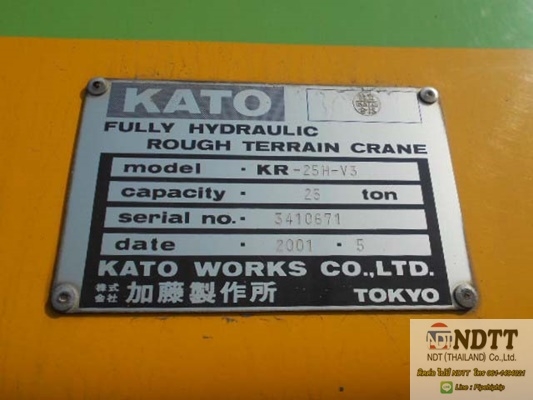 KATO
FULLY HYDRAULIC
ROUGH TERRAIN CRANE
model · KR-25H-V3
capacity · 25 ton
serial no. · 3410671
date · 2001 · 5
KATO WORKS CO.,LTD.
株式会社 加藤製作所 TOKYO
NDT NDTT
NDT (THAILAND) Co.,Ltd.